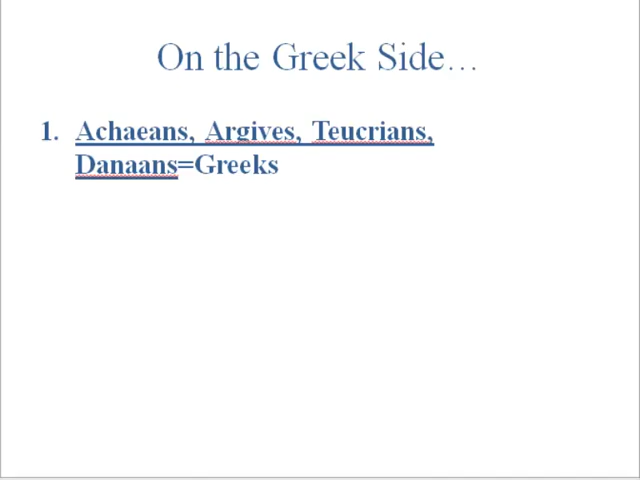 On the Greek Side…
1. Achaeans, Argives, Teucrians,
Danaans=Greeks